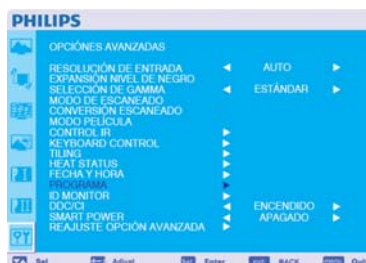 PHILIPS
OPCIÓNES AVANZADAS
RESOLUCIÓN DE ENTRADA AUTO
EXPANSIÓN NIVEL DE NEGRO
SELECCIÓN DE GAMMA ESTÁNDAR
MODO DE ESCANEADO
CONVERSIÓN ESCANEADO
MODO PELÍCULA
CONTROL IR
KEYBOARD CONTROL
TILING
HEAT STATUS
FECHA Y HORA
PROGRAMA
ID MONITOR
DDC/CI ENCENDIDO
SMART POWER APAGADO
REAJUSTE OPCIÓN AVANZADA
Sel Adjust Enter BACK Quit